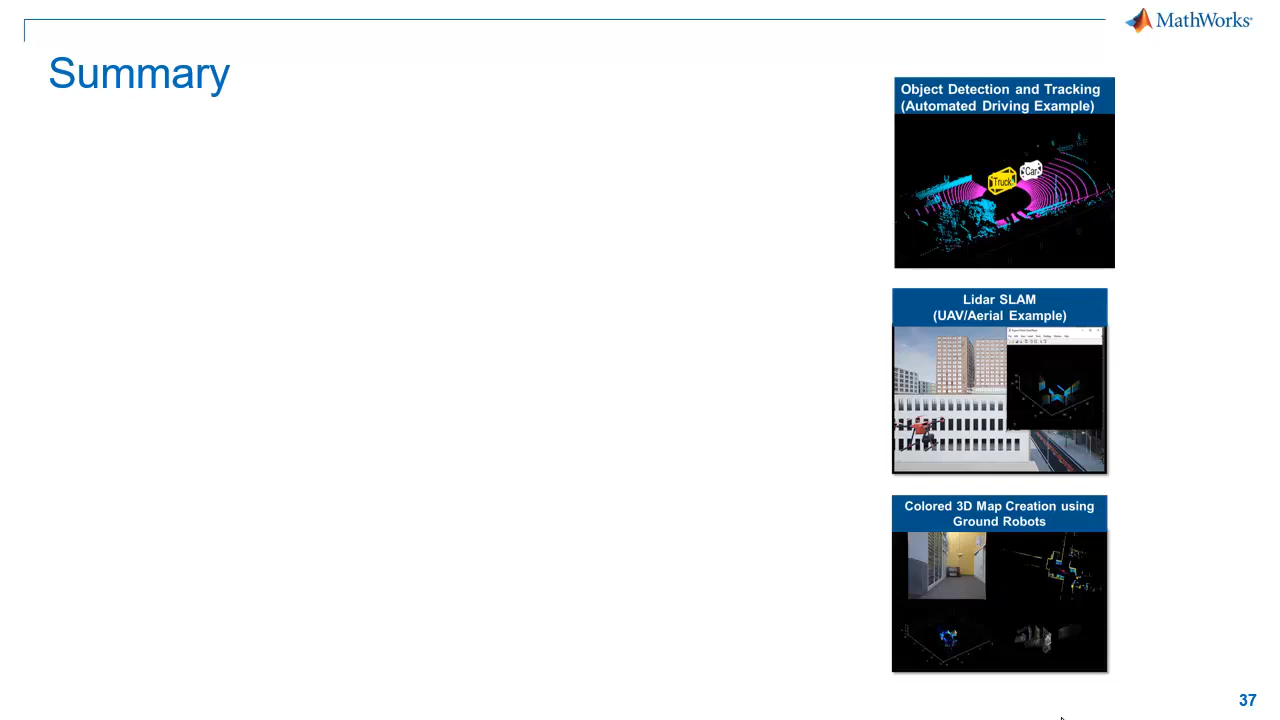 MathWorks®
Summary
Object Detection and Tracking
(Automated Driving Example)
Truck
Car
Lidar SLAM
(UAV/Aerial Example)
Colored 3D Map Creation using
Ground Robots
37